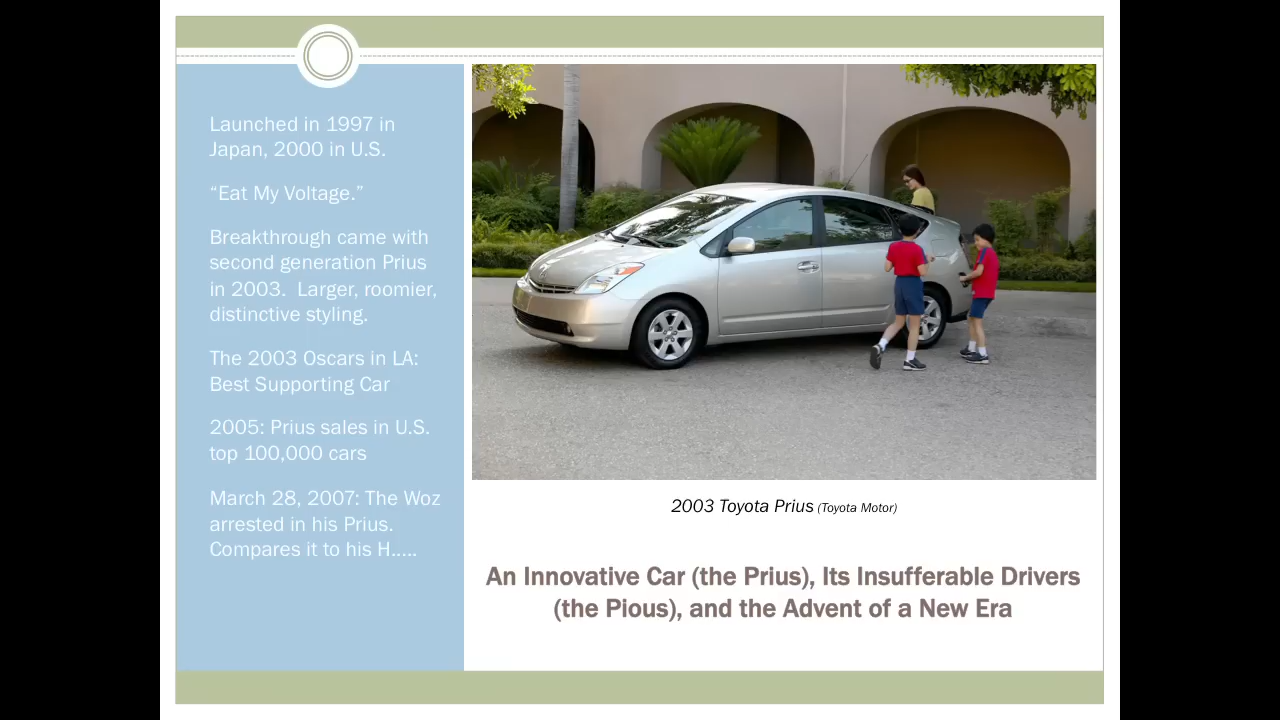 Launched in 1997 in
Japan, 2000 in U.S.
“Eat My Voltage.”
Breakthrough came with
second generation Prius
in 2003.  Larger, roomier,
distinctive styling.
The 2003 Oscars in LA:
Best Supporting Car
2005: Prius sales in U.S.
top 100,000 cars
March 28, 2007: The Woz
arrested in his Prius.
Compares it to his H…..
2003 Toyota Prius (Toyota Motor)
An Innovative Car (the Prius), Its Insufferable Drivers
(the Pious), and the Advent of a New Era